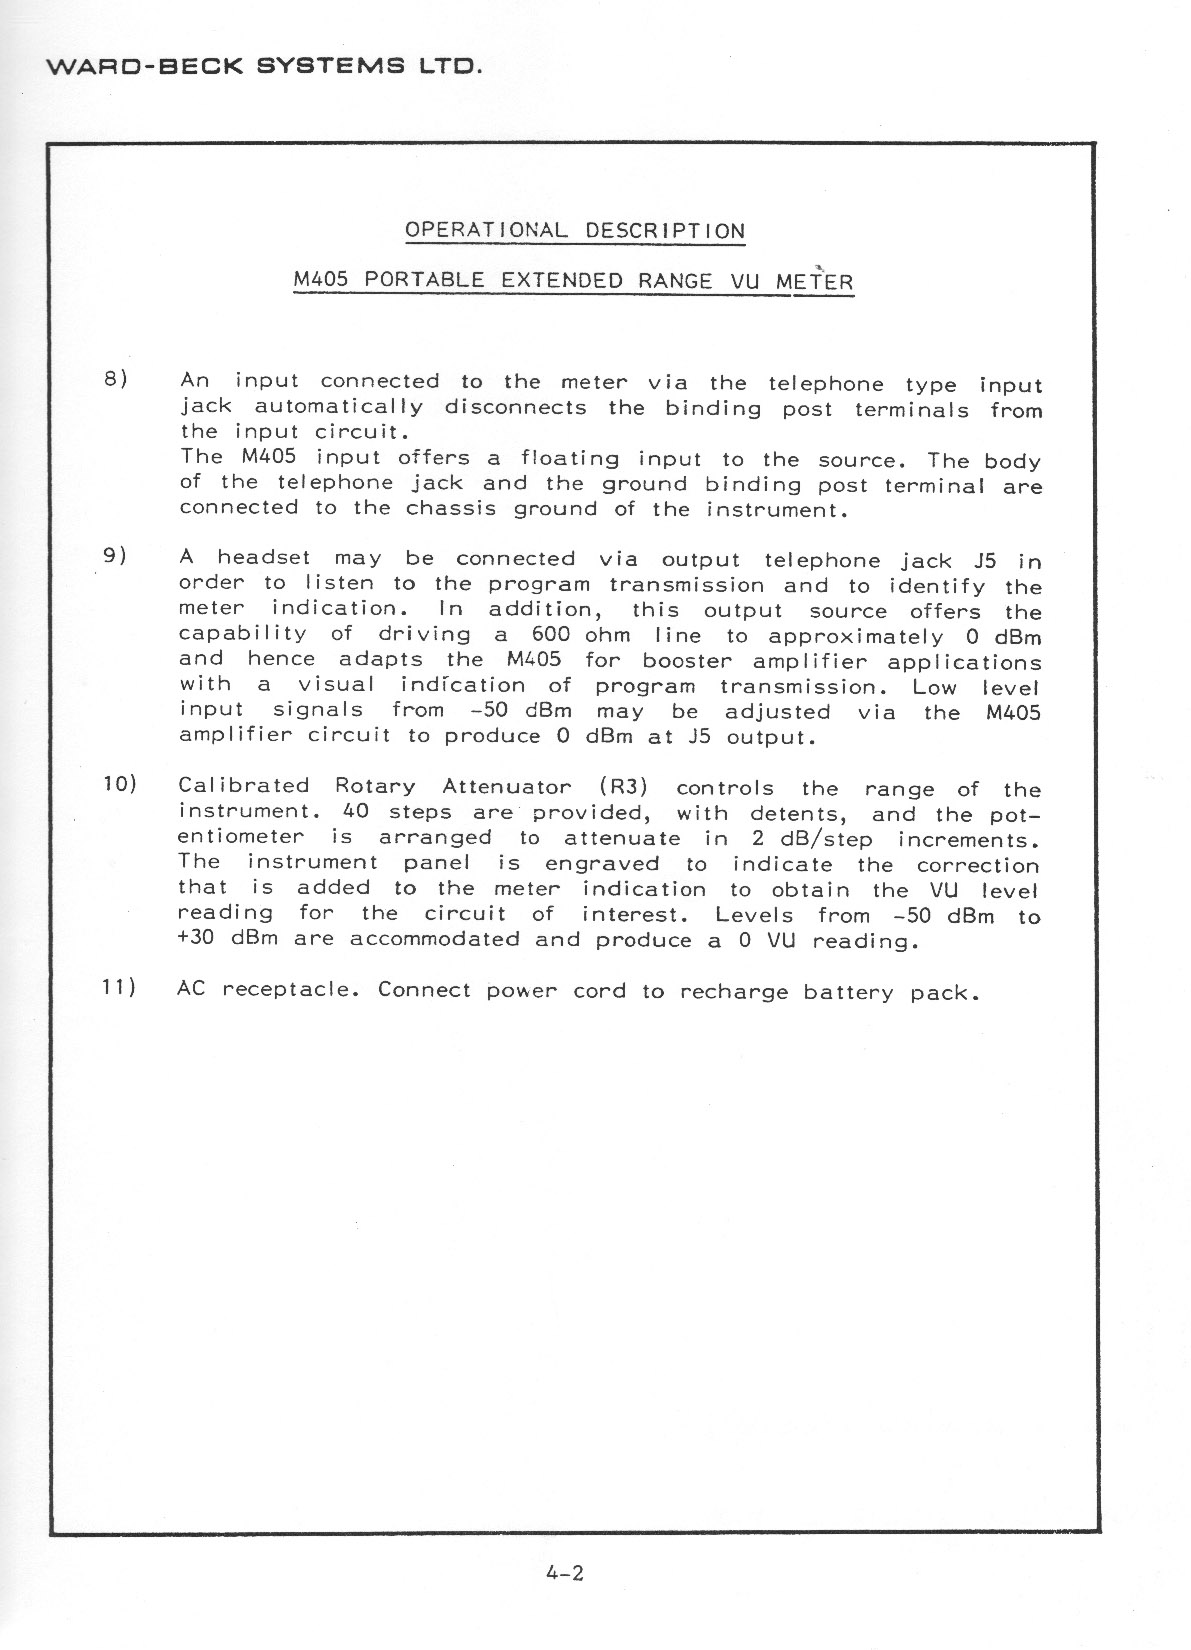 WARD-BECK SYSTEMS LTD.
OPERATIONAL DESCRIPTION
M405 PORTABLE EXTENDED RANGE VU METER
8) An input connected to the meter via the telephone type input
jack automatically disconnects the binding post terminals from
the input circuit.
The M405 input offers a floating input to the source. The body
of the telephone jack and the ground binding post terminal are
connected to the chassis ground of the instrument.
9) A headset may be connected via output telephone jack J5 in
order to listen to the program transmission and to identify the
meter indication. In addition, this output source offers the
capability of driving a 600 ohm line to approximately 0 dBm
and hence adapts the M405 for booster amplifier applications
with a visual indication of program transmission. Low level
input signals from -50 dBm may be adjusted via the M405
amplifier circuit to produce 0 dBm at J5 output.
10) Calibrated Rotary Attenuator (R3) controls the range of the
instrument. 40 steps are provided, with detents, and the pot-
entiometer is arranged to attenuate in 2 dB/step increments.
The instrument panel is engraved to indicate the correction
that is added to the meter indication to obtain the VU level
reading for the circuit of interest. Levels from -50 dBm to
+30 dBm are accommodated and produce a 0 VU reading.
11) AC receptacle. Connect power cord to recharge battery pack.
4-2